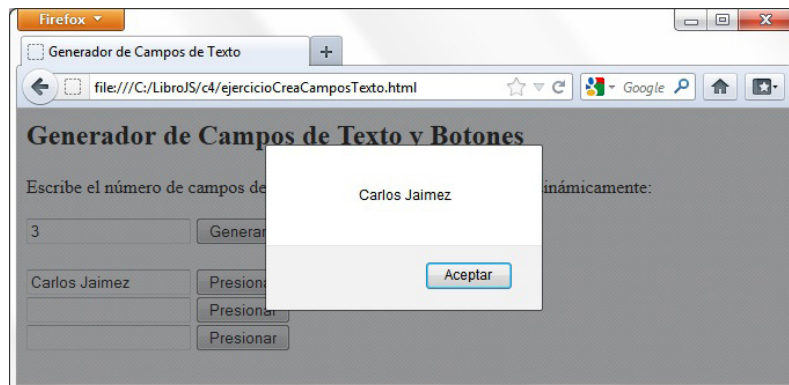 Firefox
Generador de Campos de Texto
file:///C:/LibroJS/c4/ejercicioCreaCamposTexto.html
Google
Generador de Campos de Texto y Botones
Escribe el número de campos de inámicamente:
3 Generar
Carlos Jaimez
Aceptar
Carlos Jaimez Presiona
Presionar
Presionar